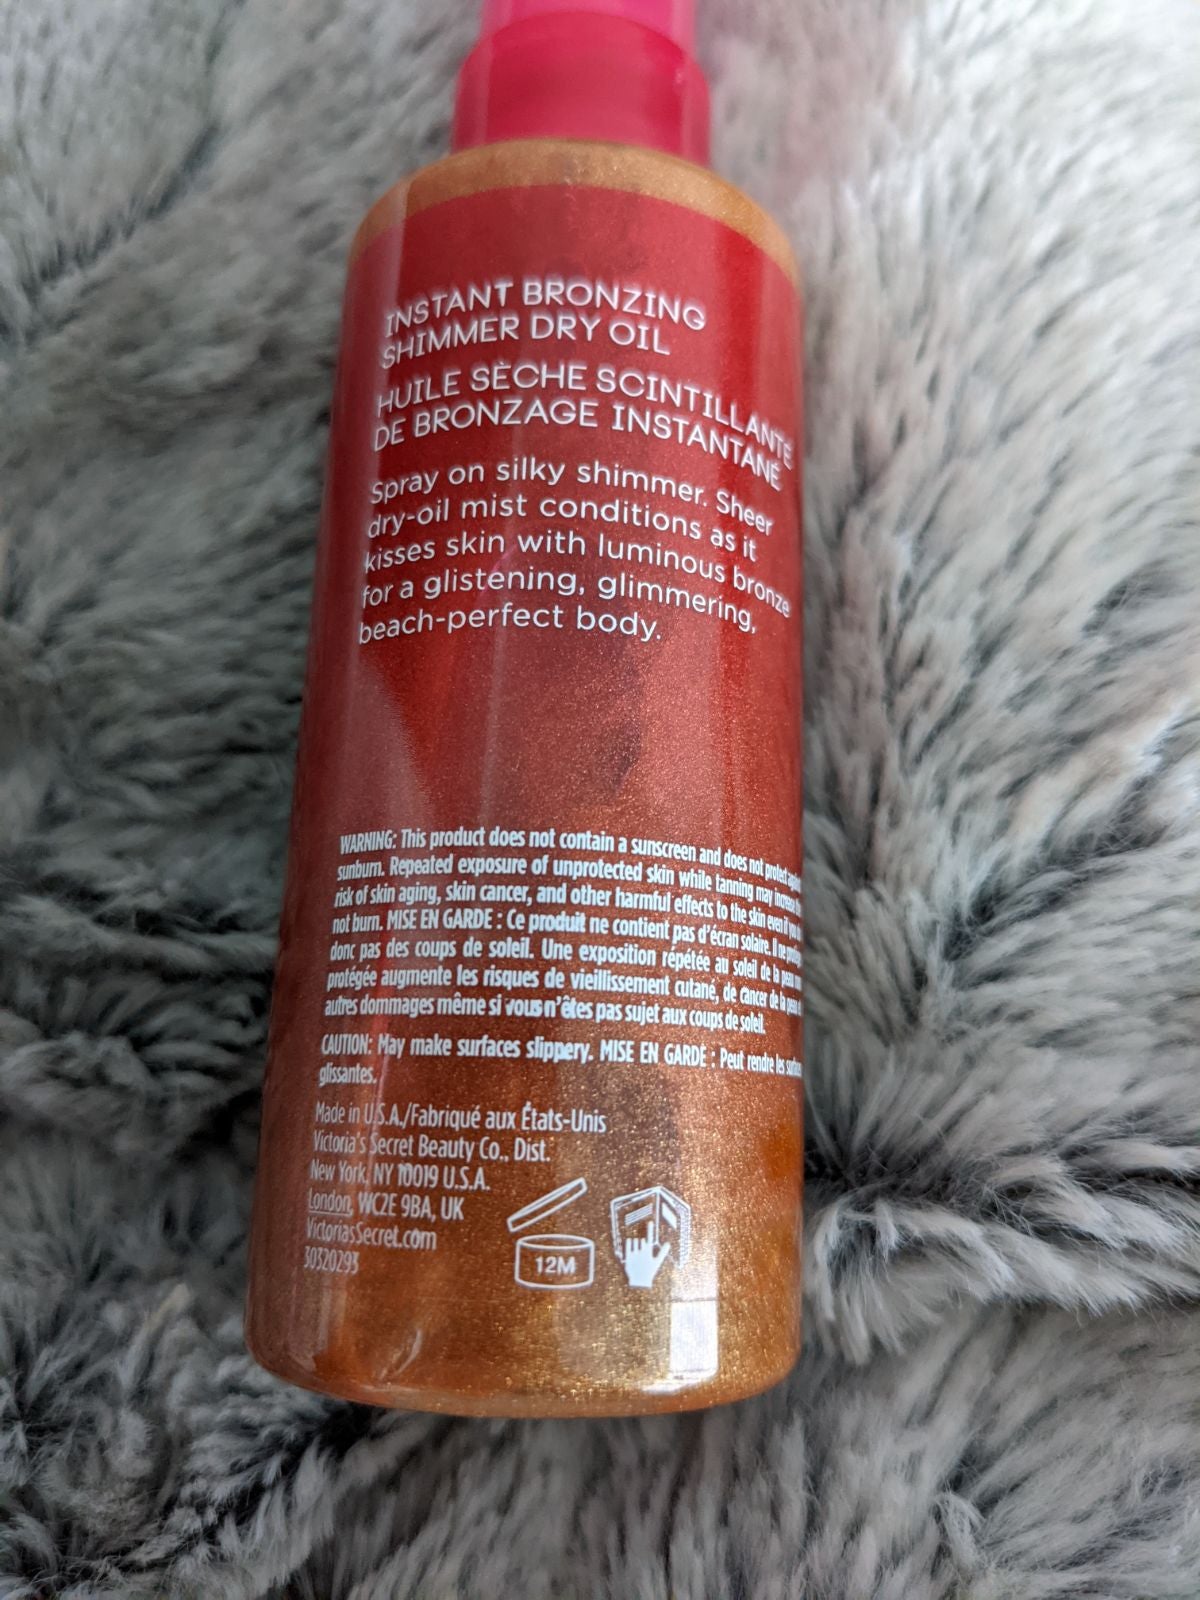 INSTANT BRONZING
SHIMMER DRY OIL
HUILE SÈCHE SCINTILLANTE
DE BRONZAGE INSTANTANÉ
Spray on silky shimmer. Sheer
dry-oil mist conditions as it
kisses skin with luminous bronze
for a glistening, glimmering,
beach-perfect body.
WARNING: This product does not contain a sunscreen and does not protect
sunburn. Repeated exposure of unprotected skin while tanning may increase
risk of skin aging, skin cancer, and other harmful effects to the skin even if you
not burn. MISE EN GARDE : Ce produit ne contient pas d'écran solaire. Il ne
donc pas des coups de soleil. Une exposition répétée au soleil de la peau
protégée augmente les risques de vieillissement cutané, de cancer de la peau
autres dommages même si vous n'êtes pas sujet aux coups de soleil.
CAUTION: May make surfaces slippery. MISE EN GARDE : Peut rendre les
glissantes.
Made in U.S.A./Fabriqué aux États-Unis
Victoria's Secret Beauty Co., Dist.
New York, NY 10019 U.S.A.
London, WC2E 9BA, UK
VictoriasSecret.com
30320293
12M